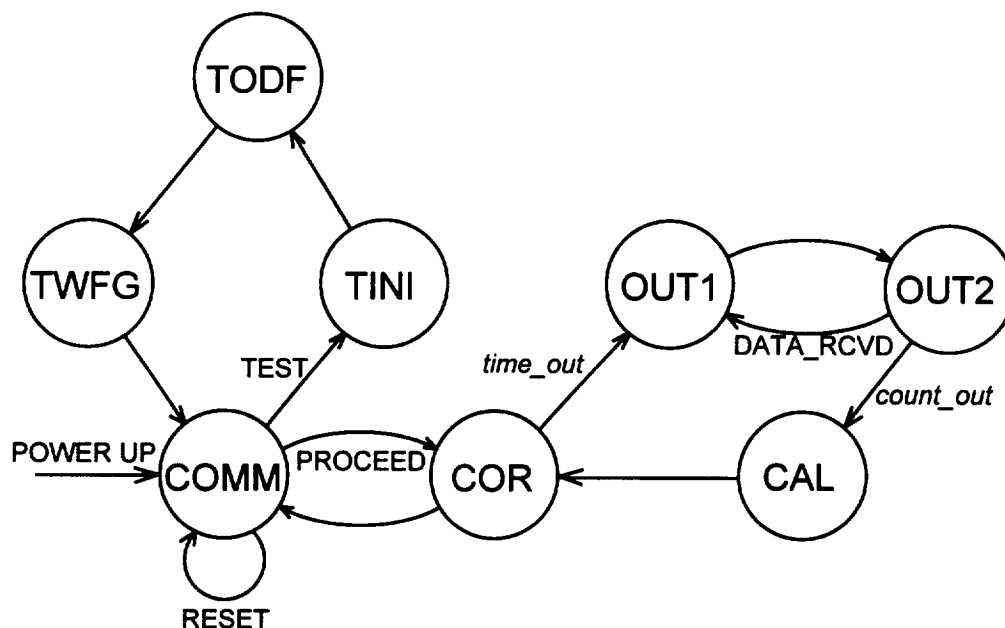 TODF
TWFG
TINI
OUT1
OUT2
DATA_RCVD
TEST
time_out
count_out
POWER UP
COMM
PROCEED
COR
CAL
RESET